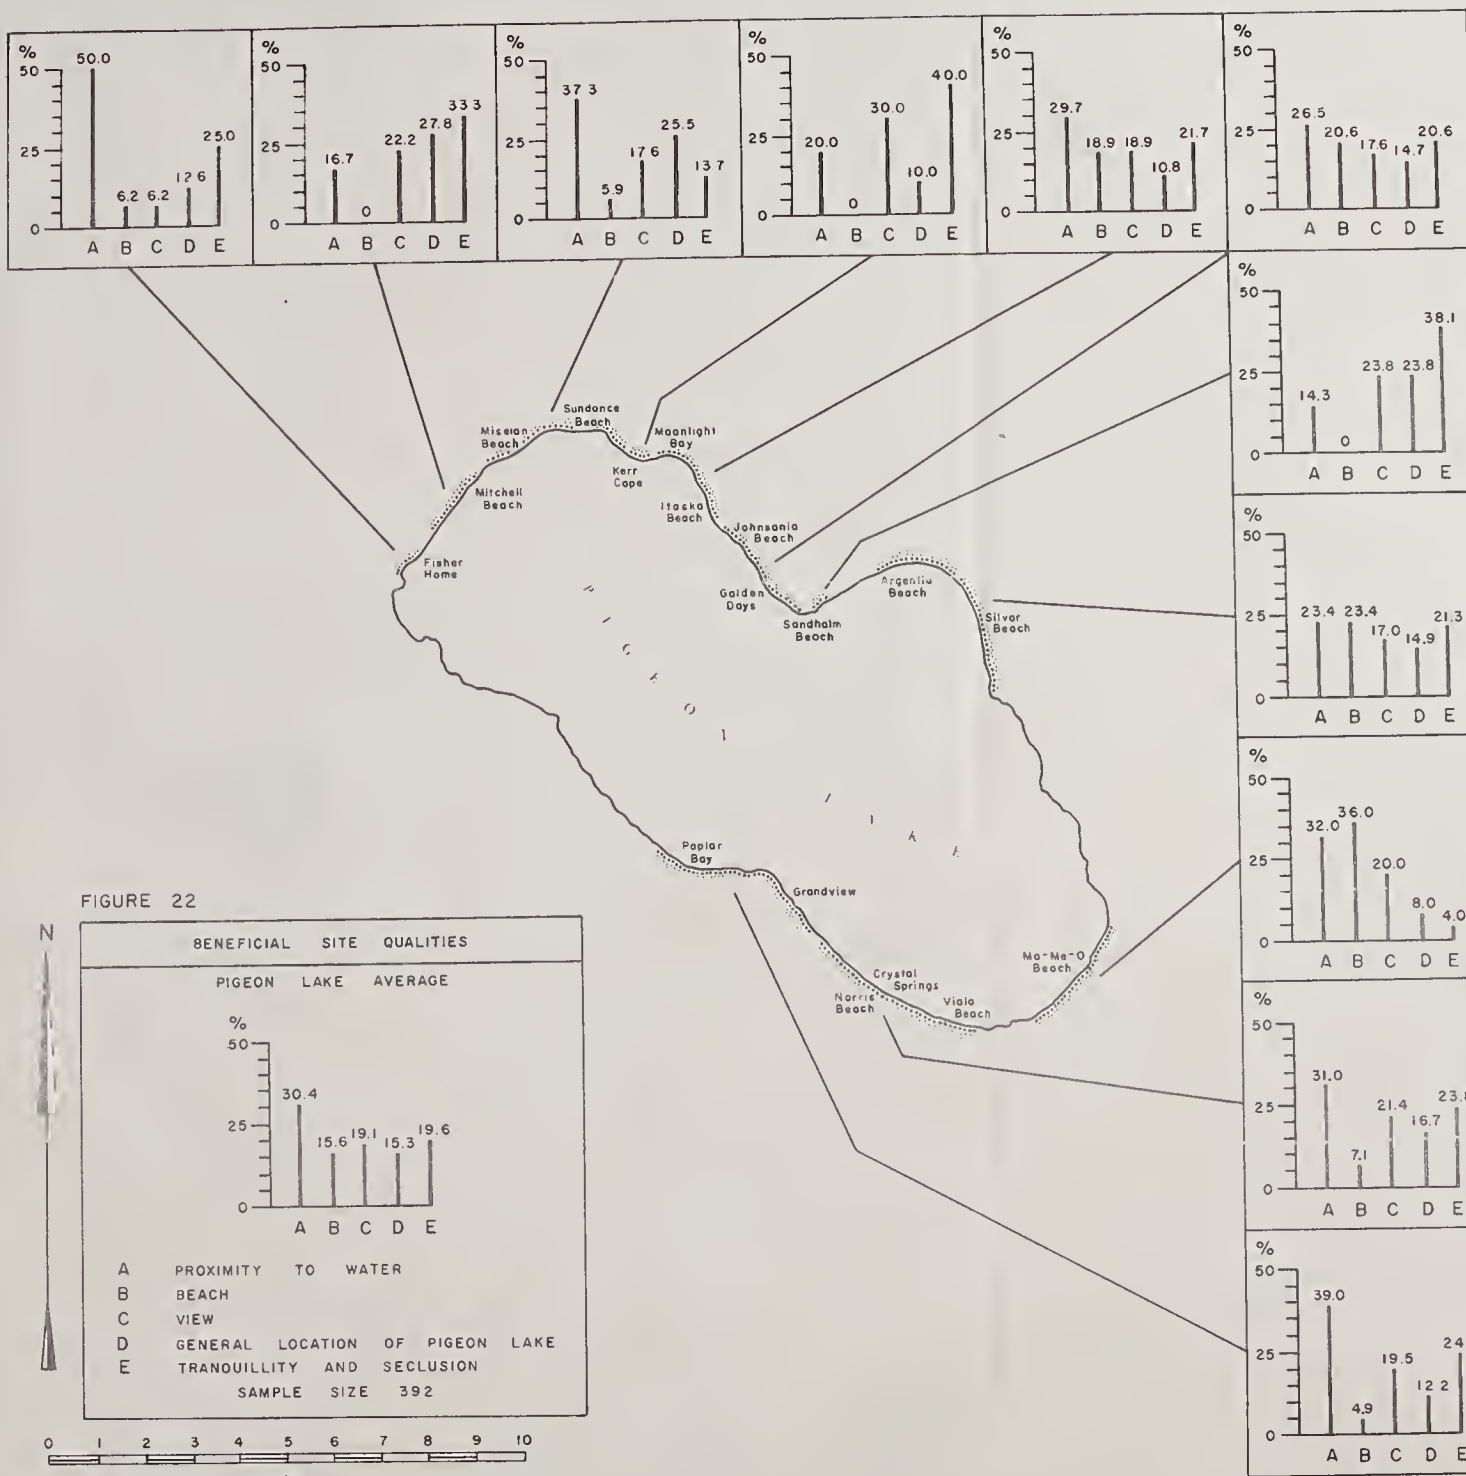 %
50
25
0
50.0
6.2
6.2
12.6
25.0
A B C D E
%
50
25
0
16.7
0
22.2
27.8
33.3
A B C D E
%
50
25
0
37.3
5.9
17.6
25.5
13.7
A B C D E
%
50
25
0
20.0
0
30.0
10.0
40.0
A B C D E
%
50
25
0
29.7
18.9
18.9
10.8
21.7
A B C D E
%
50
25
0
26.5
20.6
17.6
14.7
20.6
A B C D E
%
50
25
0
14.3
0
23.8
23.8
38.1
A B C D E
%
50
25
0
23.4
23.4
17.0
14.9
21.3
A B C D E
%
50
25
0
32.0
36.0
20.0
8.0
4.0
A B C D E
%
50
25
0
31.0
7.1
21.4
16.7
23.8
A B C D E
%
50
25
0
39.0
4.9
19.5
12.2
24
A B C D E
Sundance
Beach
Mission
Beach
Moonlight
Bay
Kerr
Cape
Mitchell
Beach
Itaska
Beach
Johnsonia
Beach
Fisher
Home
Golden
Days
Sandholm
Beach
Beach
Silver
Beach
Poplar
Bay
Grandview
Crystal
Springs
Norris
Beach
Viola
Beach
Ma-Me-O
Beach
FIGURE 22
N
BENEFICIAL SITE QUALITIES
PIGEON LAKE AVERAGE
%
50
25
0
30.4
15.6
19.1
15.3
19.6
A B C D E
A PROXIMITY TO WATER
B BEACH
C VIEW
D GENERAL LOCATION OF PIGEON LAKE
E TRANQUILLITY AND SECLUSION
SAMPLE SIZE 392
0 1 2 3 4 5 6 7 8 9 10